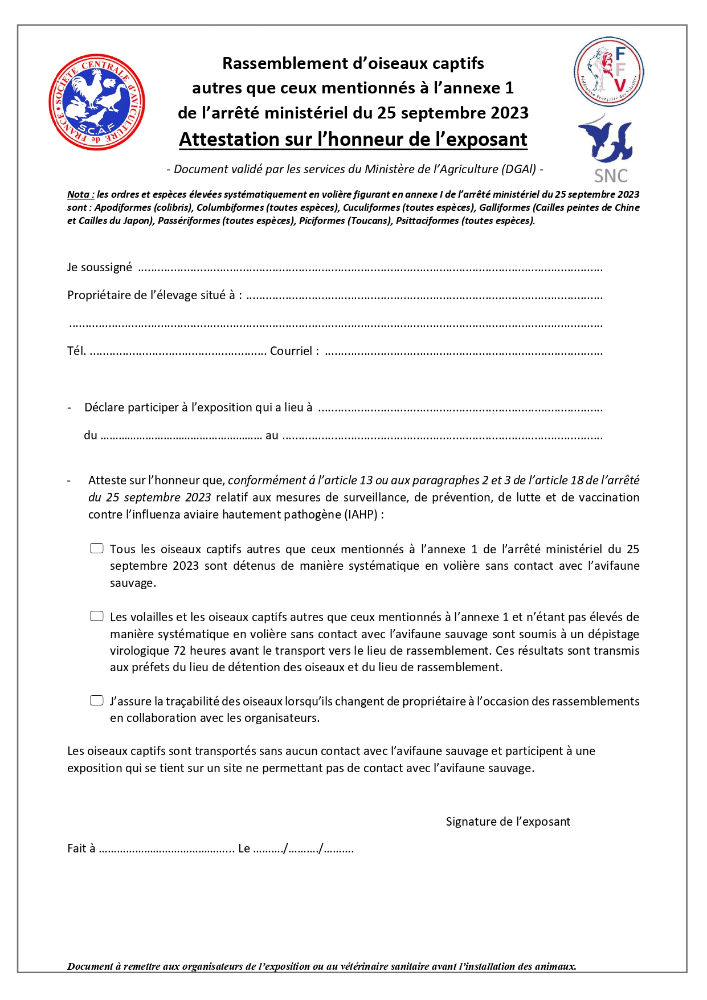 SOCIETE CENTRALE d'AVICULTURE de FRANCE
S.C.A.F
FFV
Fédération Française des Volailles
SNC
Rassemblement d’oiseaux captifs
autres que ceux mentionnés à l’annexe 1
de l’arrêté ministériel du 25 septembre 2023
Attestation sur l’honneur de l’exposant
- Document validé par les services du Ministère de l’Agriculture (DGAl) -
Nota : les ordres et espèces élevées systématiquement en volière figurant en annexe I de l’arrêté ministériel du 25 septembre 2023
sont : Apodiformes (colibris), Columbiformes (toutes espèces), Cuculiformes (toutes espèces), Galliformes (Cailles peintes de Chine
et Cailles du Japon), Passériformes (toutes espèces), Piciformes (Toucans), Psittaciformes (toutes espèces).
Je soussigné ..............................................................................................................................................
Propriétaire de l’élevage situé à : .............................................................................................................
...................................................................................................................................................................
Tél. ...................................................... Courriel : .....................................................................................
- Déclare participer à l’exposition qui a lieu à .......................................................................................
du ……………………………………………… au ..................................................................................................
- Atteste sur l’honneur que, conformément á l’article 13 ou aux paragraphes 2 et 3 de l’article 18 de l’arrêté
du 25 septembre 2023 relatif aux mesures de surveillance, de prévention, de lutte et de vaccination
contre l’influenza aviaire hautement pathogène (IAHP) :
Tous les oiseaux captifs autres que ceux mentionnés à l’annexe 1 de l’arrêté ministériel du 25
septembre 2023 sont détenus de manière systématique en volière sans contact avec l’avifaune
sauvage.
Les volailles et les oiseaux captifs autres que ceux mentionnés à l’annexe 1 et n’étant pas élevés de
manière systématique en volière sans contact avec l’avifaune sauvage sont soumis à un dépistage
virologique 72 heures avant le transport vers le lieu de rassemblement. Ces résultats sont transmis
aux préfets du lieu de détention des oiseaux et du lieu de rassemblement.
J’assure la traçabilité des oiseaux lorsqu’ils changent de propriétaire à l’occasion des rassemblements
en collaboration avec les organisateurs.
Les oiseaux captifs sont transportés sans aucun contact avec l’avifaune sauvage et participent à une
exposition qui se tient sur un site ne permettant pas de contact avec l’avifaune sauvage.
Signature de l’exposant
Fait à …………………………………….. Le ………./………./……….
Document à remettre aux organisateurs de l’exposition ou au vétérinaire sanitaire avant l’installation des animaux.